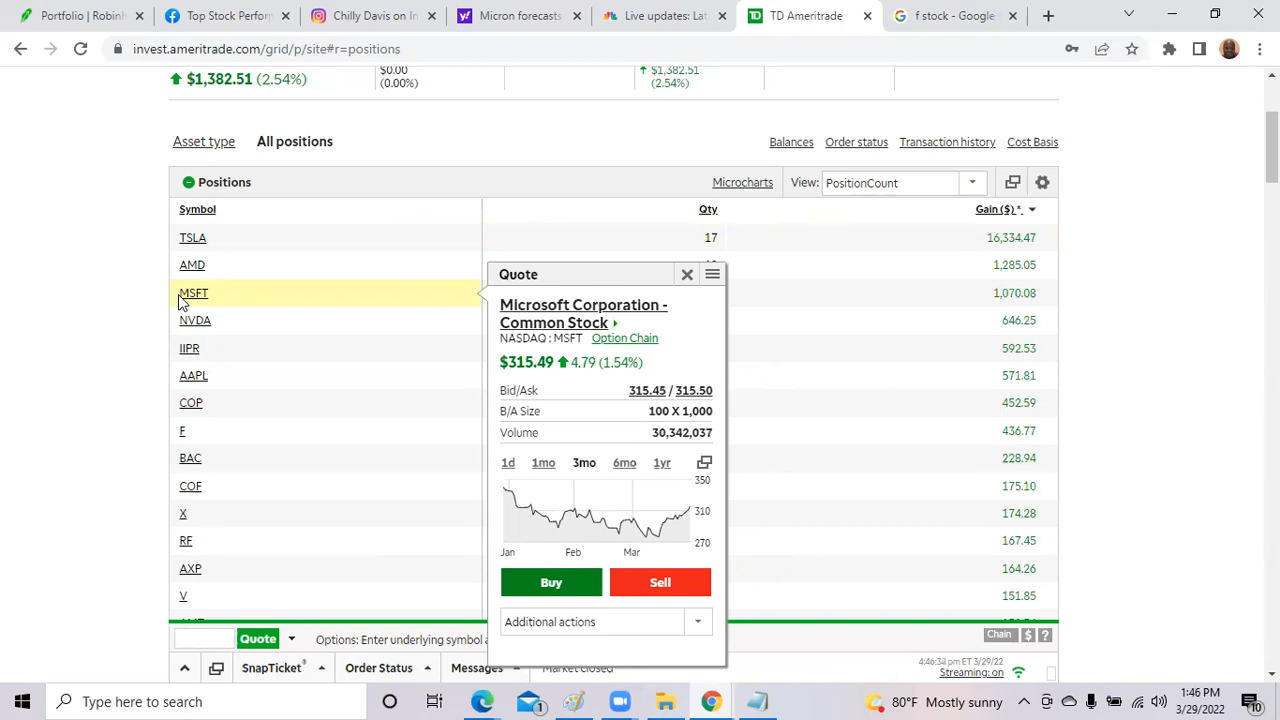 ortfolio | Robinh
Top Stock Perform
Chilly Davis on In
Micron forecasts
Live updates: Lat
TD Ameritrade
f stock - Google
invest.ameritrade.com/grid/p/site#r=positions
$1,382.51 (2.54%)
$0.00
(0.00%)
$1,382.51
(2.54%)
Asset type
All positions
Balances
Order status
Transaction history
Cost Basis
Positions
Microcharts
View:
PositionCount
Symbol
Qty
Gain ($) *
TSLA
17
16,334.47
AMD
1,285.05
MSFT
1,070.08
NVDA
646.25
IIPR
592.53
AAPL
571.81
COP
452.59
F
436.77
BAC
228.94
COF
175.10
X
174.28
RF
167.45
AXP
164.26
V
151.85
Quote
Microsoft Corporation -
Common Stock
NASDAQ : MSFT
Option Chain
$315.49 4.79 (1.54%)
Bid/Ask
315.45 / 315.50
B/A Size
100 X 1,000
Volume
30,342,037
1d
1mo
3mo
6mo
1yr
350
310
270
Jan
Feb
Mar
Buy
Sell
Additional actions
Quote
Options: Enter underlying symbol a
Chain
$
?
SnapTicket®
Order Status
Messages
Market closed
4:46:34 pm ET 3/29/22
Streaming: on
Type here to search
1
80°F Mostly sunny
1:46 PM
3/29/2022
10